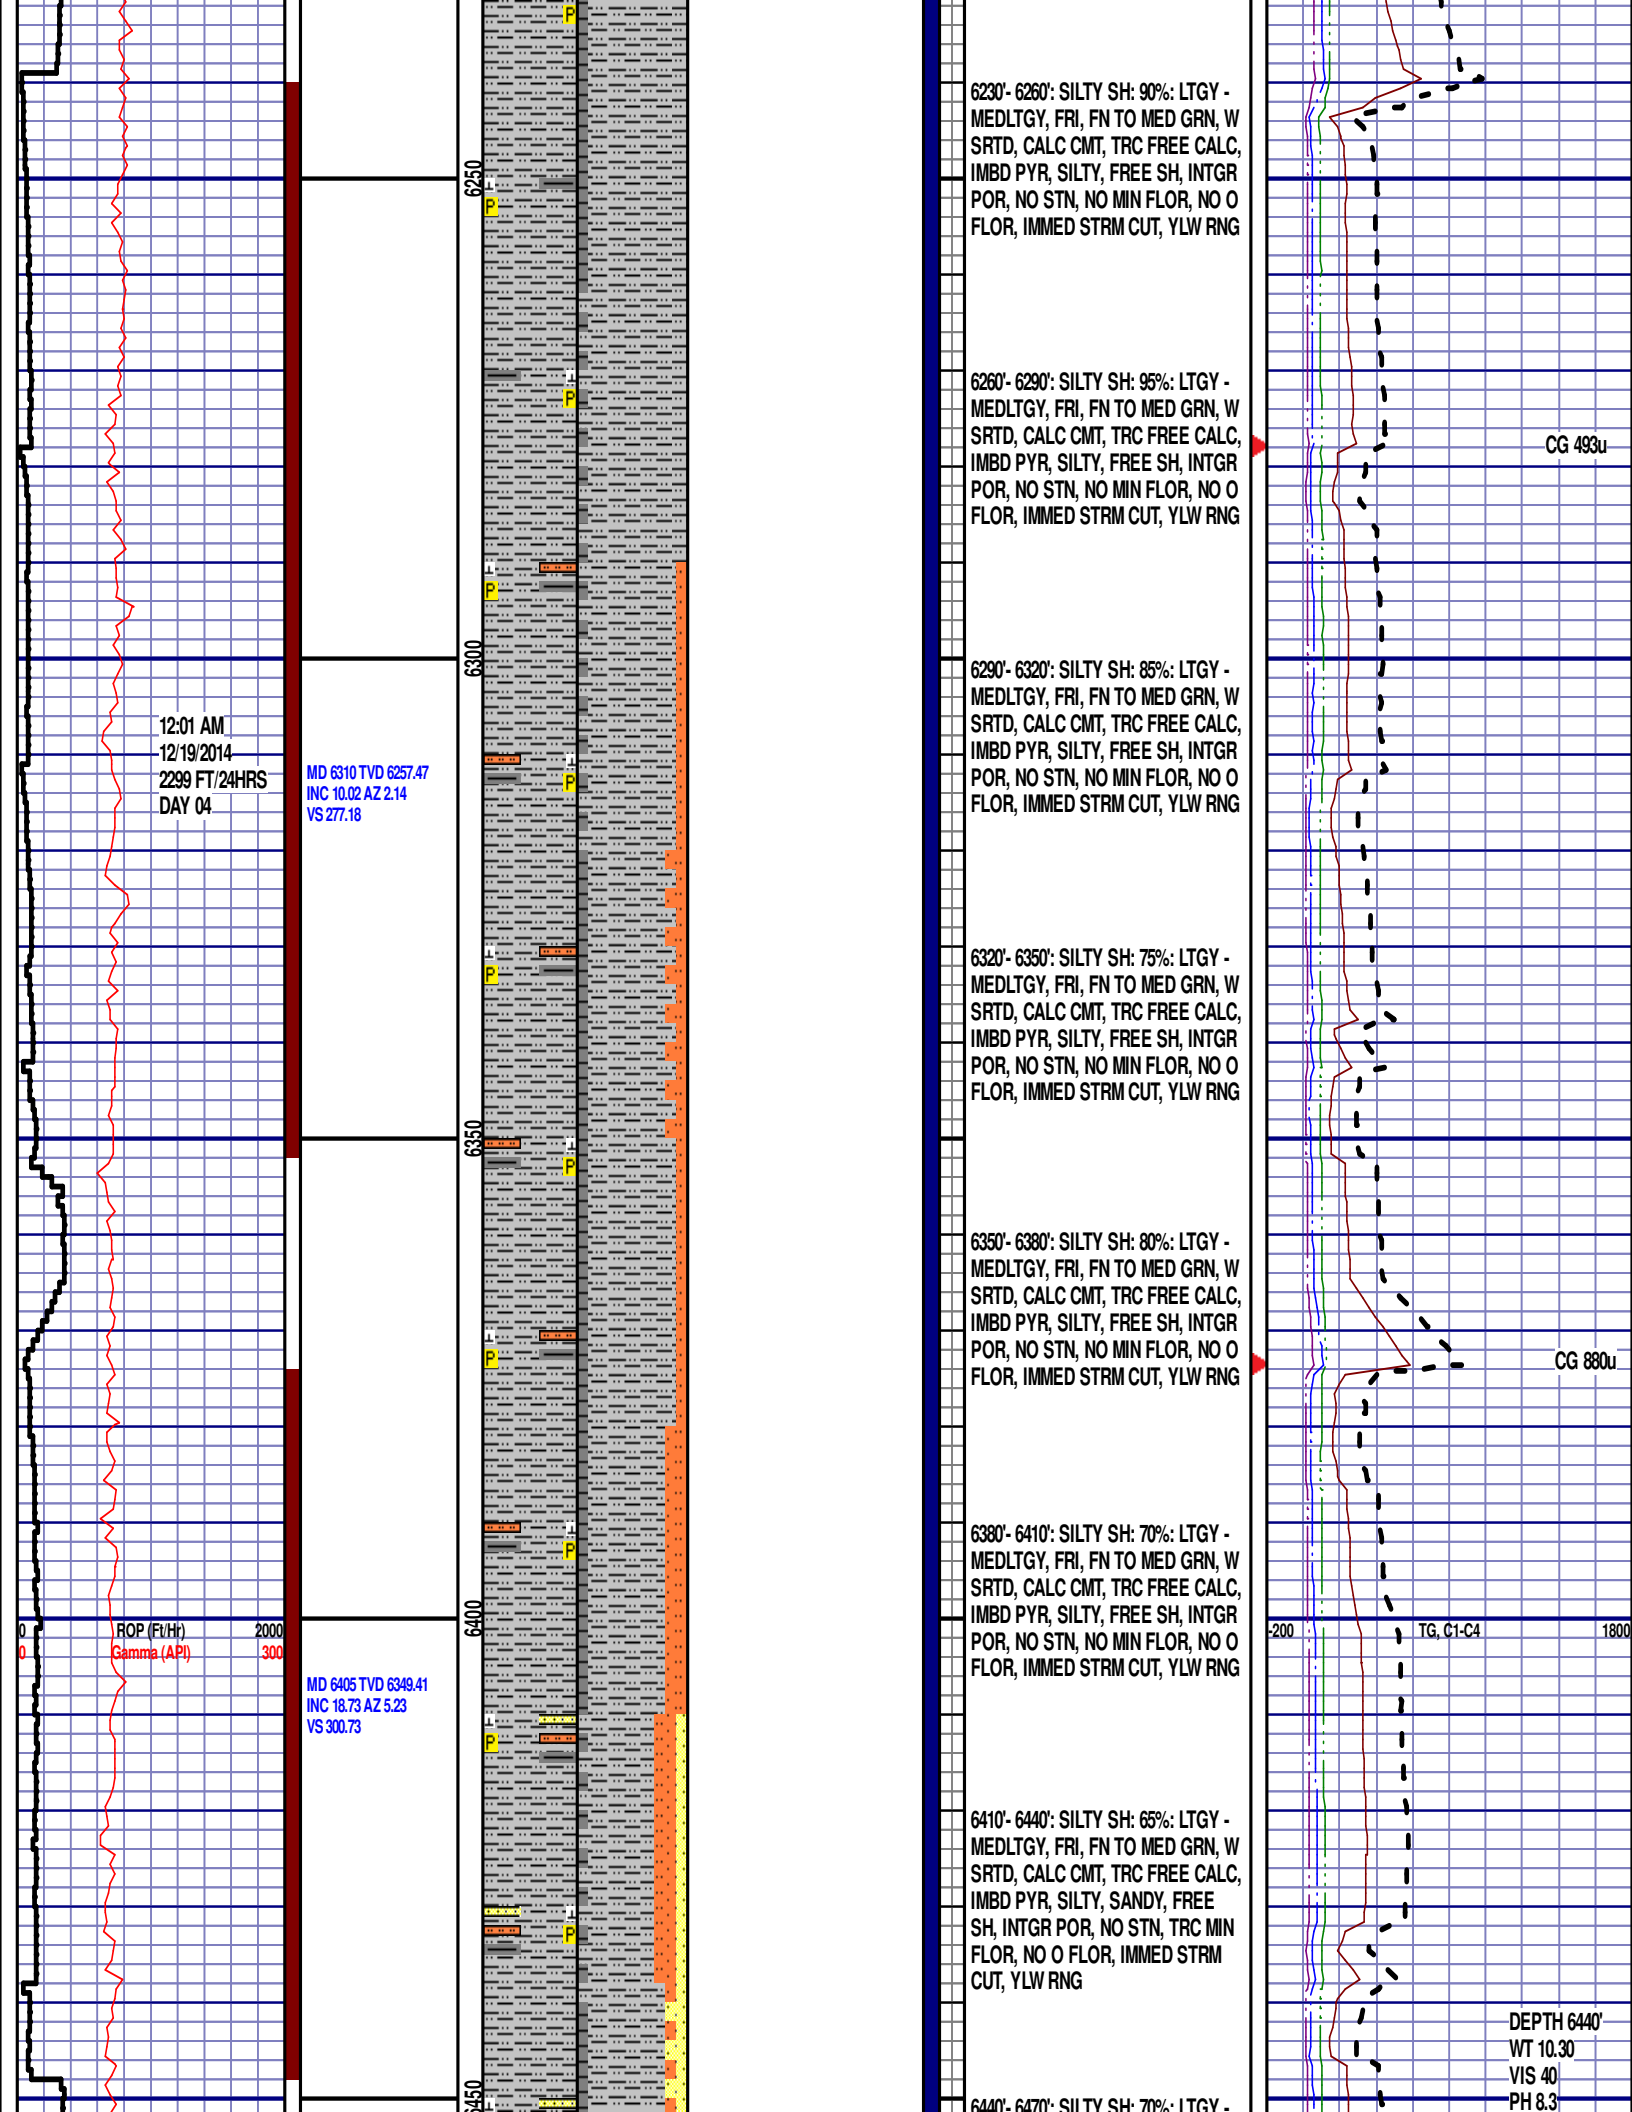 P
6230'- 6260': SILTY SH: 90%: LTGY -
MEDLTGY, FRI, FN TO MED GRN, W
SRTD, CALC CMT, TRC FREE CALC,
IMBD PYR, SILTY, FREE SH, INTGR
POR, NO STN, NO MIN FLOR, NO O
FLOR, IMMED STRM CUT, YLW RNG
6250
P
6260'- 6290': SILTY SH: 95%: LTGY -
MEDLTGY, FRI, FN TO MED GRN, W
SRTD, CALC CMT, TRC FREE CALC,
IMBD PYR, SILTY, FREE SH, INTGR
POR, NO STN, NO MIN FLOR, NO O
FLOR, IMMED STRM CUT, YLW RNG
P
CG 493u
P
6300
6290'- 6320': SILTY SH: 85%: LTGY -
MEDLTGY, FRI, FN TO MED GRN, W
SRTD, CALC CMT, TRC FREE CALC,
IMBD PYR, SILTY, FREE SH, INTGR
POR, NO STN, NO MIN FLOR, NO O
FLOR, IMMED STRM CUT, YLW RNG
12:01 AM
12/19/2014
2299 FT/24HRS
DAY 04
MD 6310 TVD 6257.47
INC 10.02 AZ 2.14
VS 277.18
P
6320'- 6350': SILTY SH: 75%: LTGY -
MEDLTGY, FRI, FN TO MED GRN, W
SRTD, CALC CMT, TRC FREE CALC,
IMBD PYR, SILTY, FREE SH, INTGR
POR, NO STN, NO MIN FLOR, NO O
FLOR, IMMED STRM CUT, YLW RNG
P
6350
P
6350'- 6380': SILTY SH: 80%: LTGY -
MEDLTGY, FRI, FN TO MED GRN, W
SRTD, CALC CMT, TRC FREE CALC,
IMBD PYR, SILTY, FREE SH, INTGR
POR, NO STN, NO MIN FLOR, NO O
FLOR, IMMED STRM CUT, YLW RNG
P
CG 880u
6380'- 6410': SILTY SH: 70%: LTGY -
MEDLTGY, FRI, FN TO MED GRN, W
SRTD, CALC CMT, TRC FREE CALC,
IMBD PYR, SILTY, FREE SH, INTGR
POR, NO STN, NO MIN FLOR, NO O
FLOR, IMMED STRM CUT, YLW RNG
P
6400
0 ROP (Ft/Hr) 2000
0 Gamma (API) 300
-200 TG, C1-C4 1800
MD 6405 TVD 6349.41
INC 18.73 AZ 5.23
VS 300.73
P
6410'- 6440': SILTY SH: 65%: LTGY -
MEDLTGY, FRI, FN TO MED GRN, W
SRTD, CALC CMT, TRC FREE CALC,
IMBD PYR, SILTY, SANDY, FREE
SH, INTGR POR, NO STN, TRC MIN
FLOR, NO O FLOR, IMMED STRM
CUT, YLW RNG
P
DEPTH 6440'
WT 10.30
VIS 40
PH 8.3
6440'- 6470': SILTY SH: 70%: LTGY -